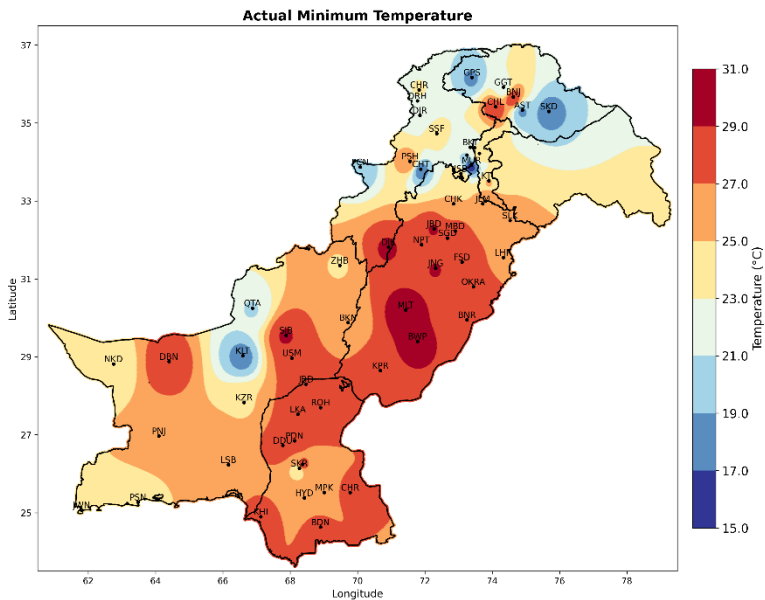 Actual Minimum Temperature
37
35
33
31
29
27
25
Latitude
GPS
CHR
GGT
DRH
BNJ
CHL
AST
SKD
DIR
SSF
BKT
PSH
CHT
MUR
KTL
CHK
JLM
SLK
JBD
MBD
SGD
NPT
LHR
ZHB
JNG
FSD
OKRA
QTA
MLT
BNR
BKN
SIB
BWP
KLT
USM
NKD
DBN
KPR
JBD
KZR
LKA
ROH
PNJ
DDU
PDN
LSB
SKR
HYD
MPK
CHR
JWN
PSN
KHI
BDN
62
64
66
68
70
72
74
76
78
Longitude
31.0
29.0
27.0
25.0
23.0
21.0
19.0
17.0
15.0
Temperature (°C)